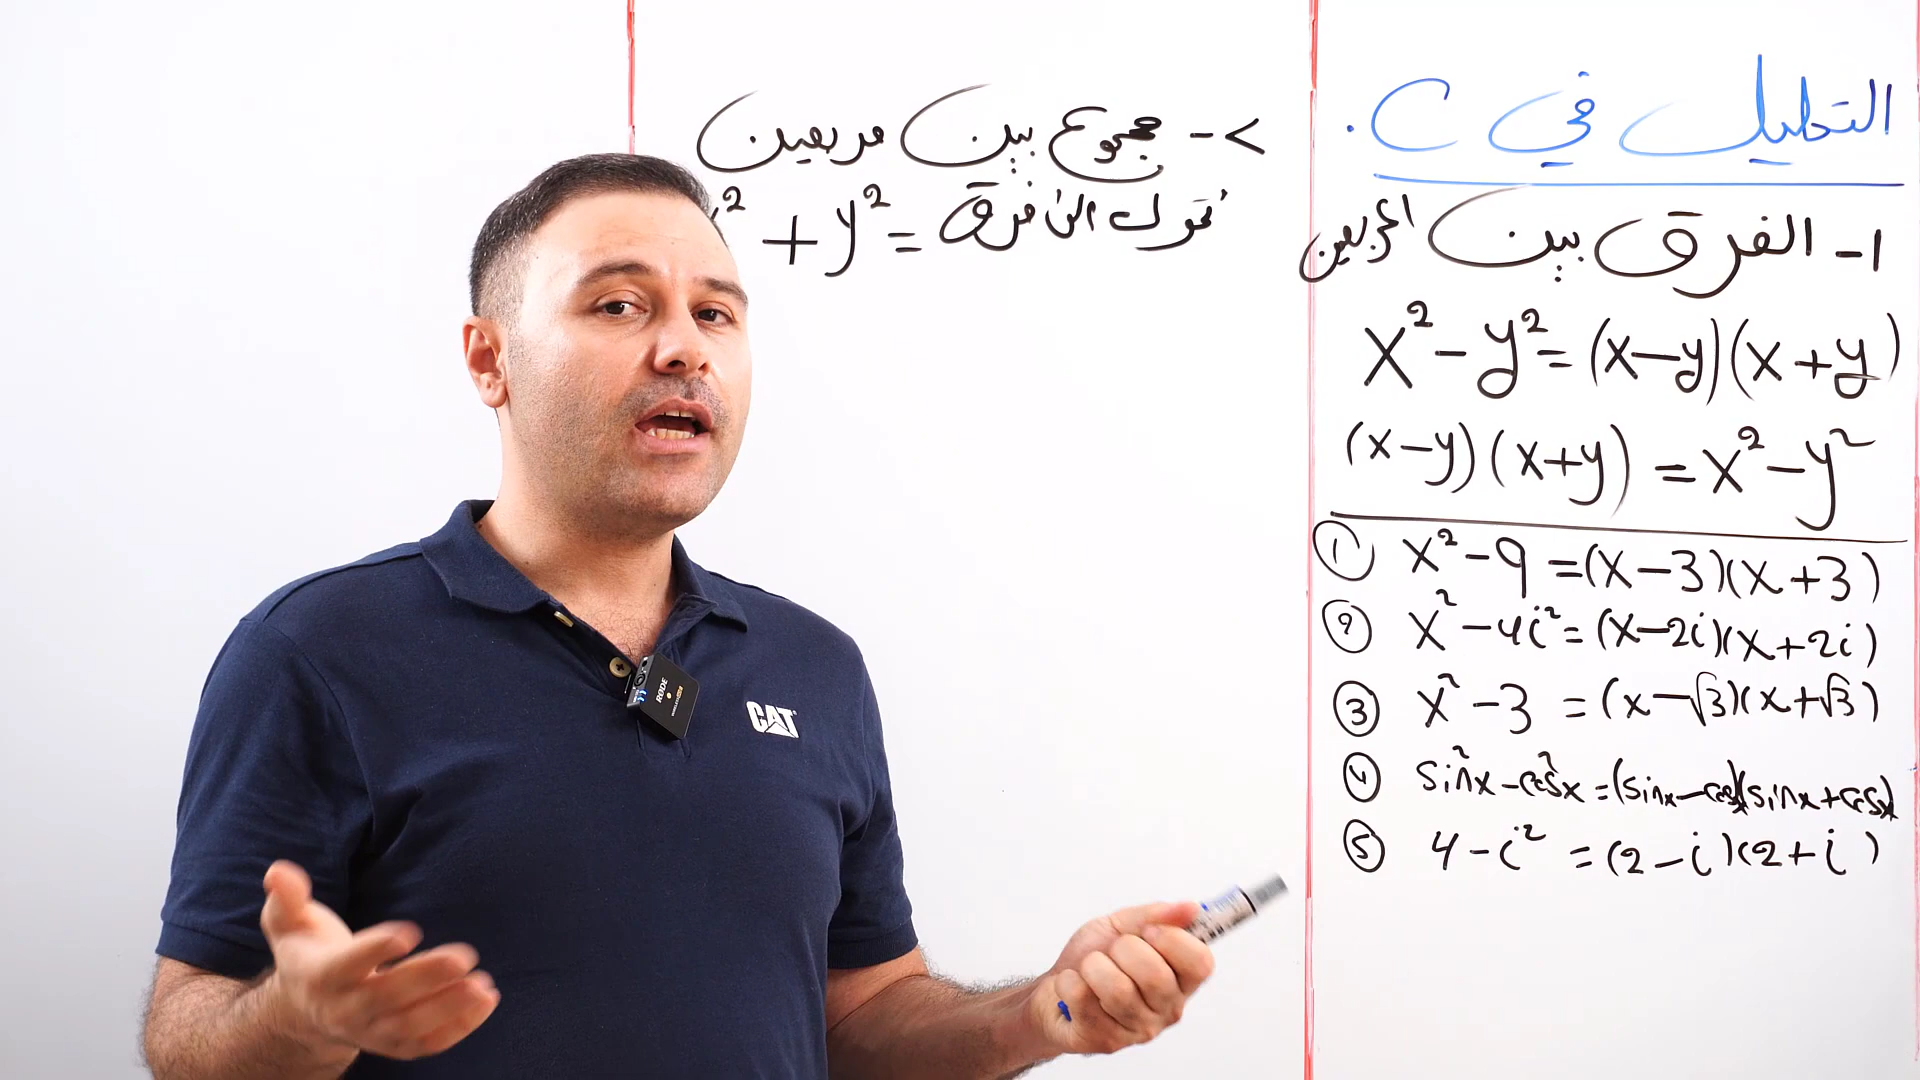 التحليل في C .
١- الفرق بين المربعين
x² - y² = (x-y)(x+y)
(x-y)(x+y) = x² - y²
① x² - 9 = (x-3)(x+3)
② x² - 4i² = (x-2i)(x+2i)
③ x² - 3 = (x-√3)(x+√3)
④ sin²x - cos²x = (sinx-cosx)(sinx+cosx)
⑤ 4 - i² = (2-i)(2+i)
٢- مجموع بين مربعين
² + y² = نحول الى فرق
CAT
RODE